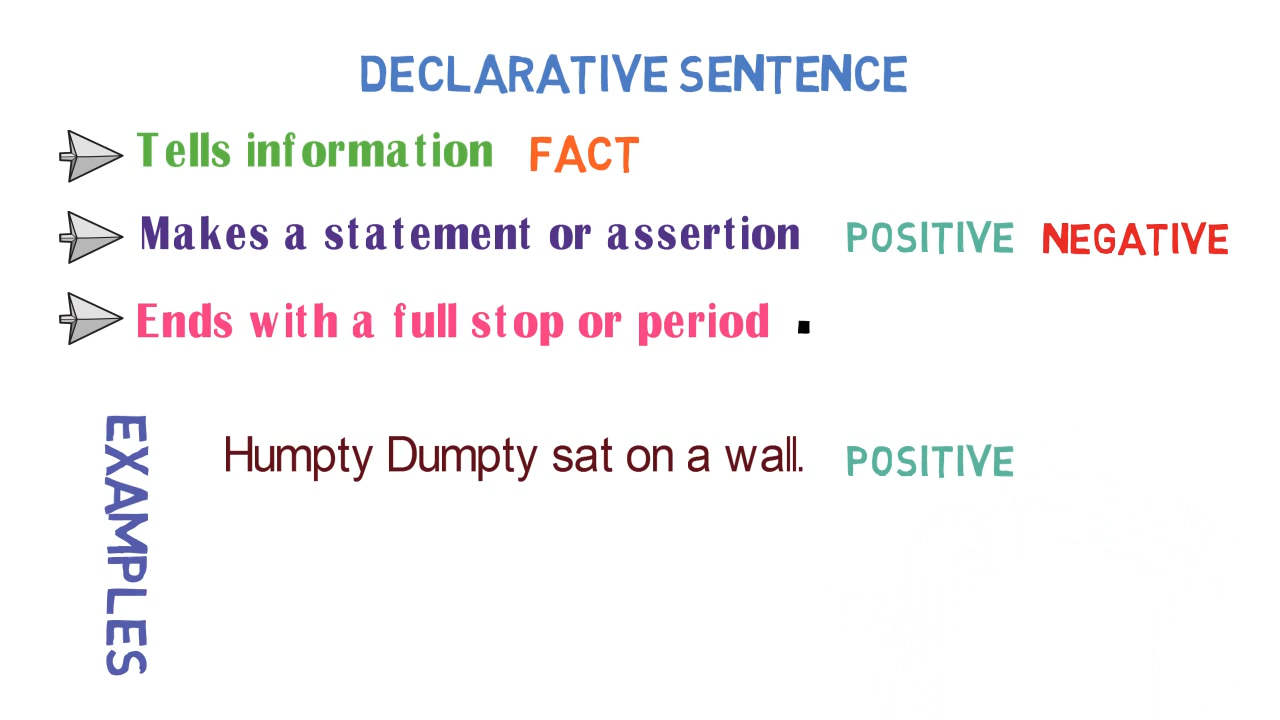 DECLARATIVE SENTENCE
Tells information FACT
Makes a statement or assertion POSITIVE NEGATIVE
Ends with a full stop or period .
EXAMPLES
Humpty Dumpty sat on a wall. POSITIVE